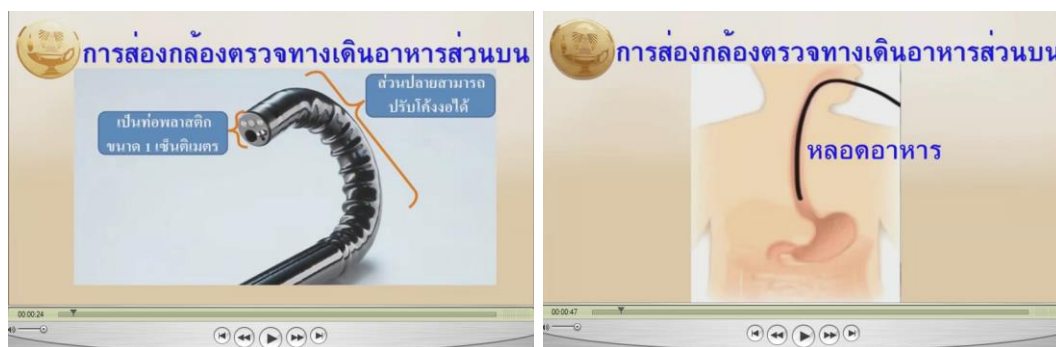 การส่องกล้องตรวจทางเดินอาหารส่วนบน
ส่วนปลายสามารถ
ปรับโค้งงอได้
เป็นท่อพลาสติก
ขนาด 1 เซ็นติเมตร
00:00:24
การส่องกล้องตรวจทางเดินอาหารส่วนบน
หลอดอาหาร
00:00:47